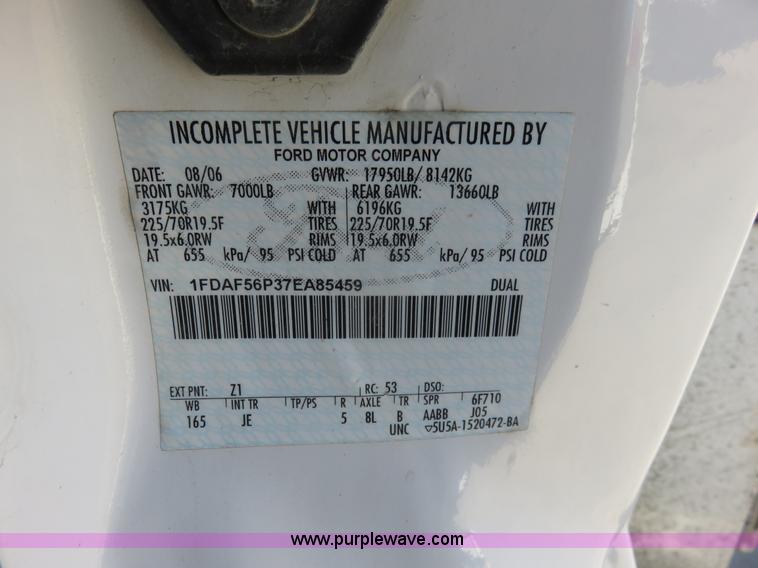 INCOMPLETE VEHICLE MANUFACTURED BY
FORD MOTOR COMPANY
DATE: 08/06 GVWR: 17950LB/ 8142KG
FRONT GAWR: 7000LB REAR GAWR: 13660LB
3175KG WITH 6196KG WITH
225/70R19.5F TIRES 225/70R19.5F TIRES
19.5x6.0RW RIMS 19.5x6.0RW RIMS
AT 655 kPa/ 95 PSI COLD AT 655 kPa/ 95 PSI COLD
VIN: 1FDAF56P37EA85459 DUAL
EXT PNT: Z1 RC: 53 DSO:
WB INT TR TP/PS R AXLE TR SPR 6F710
165 JE 5 8L B AABB J05
UNC ▽5U5A-1520472-BA
www.purplewave.com